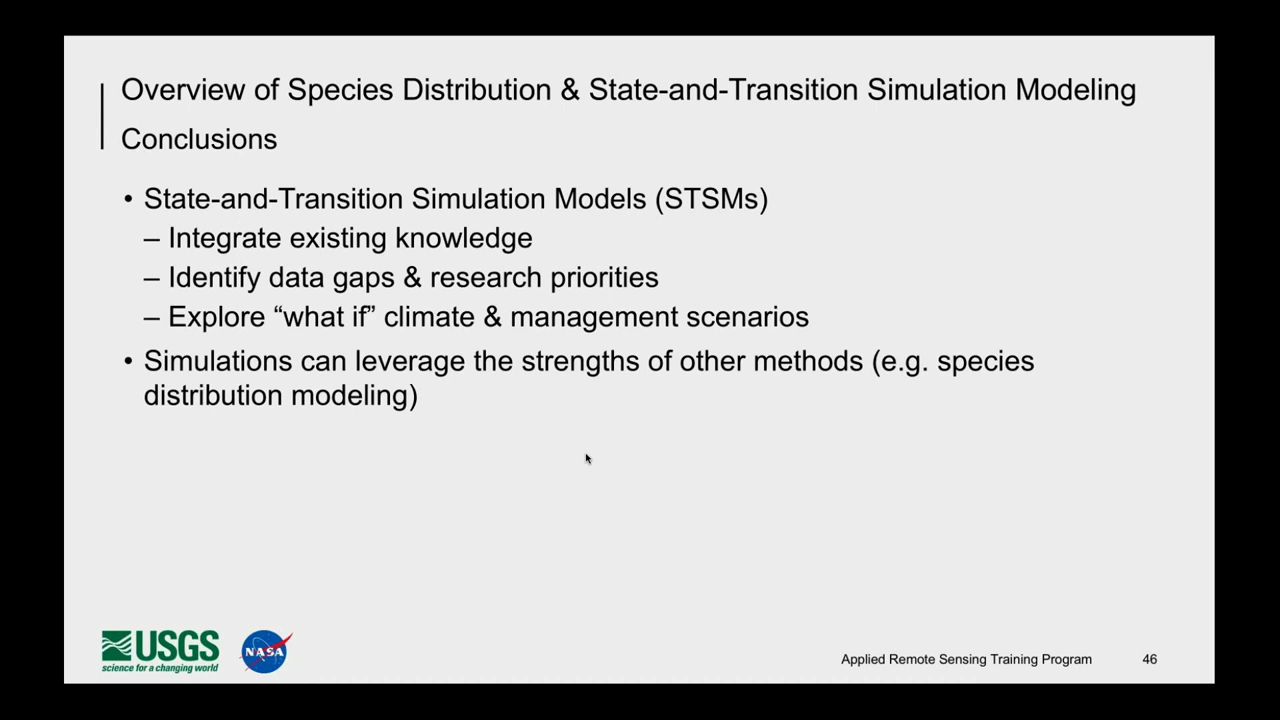 Overview of Species Distribution & State-and-Transition Simulation Modeling
Conclusions
• State-and-Transition Simulation Models (STSMs)
– Integrate existing knowledge
– Identify data gaps & research priorities
– Explore “what if” climate & management scenarios
• Simulations can leverage the strengths of other methods (e.g. species
distribution modeling)
USGS
science for a changing world
NASA
Applied Remote Sensing Training Program 46